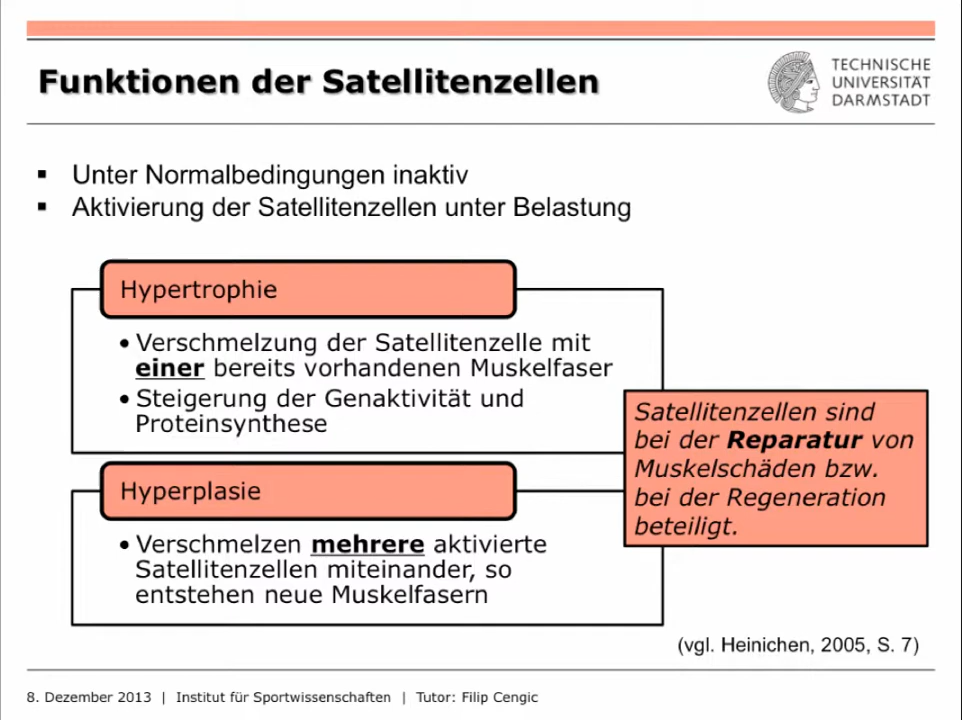 Funktionen der Satellitenzellen
TECHNISCHE
UNIVERSITÄT
DARMSTADT
▪ Unter Normalbedingungen inaktiv
▪ Aktivierung der Satellitenzellen unter Belastung
Hypertrophie
• Verschmelzung der Satellitenzelle mit
einer bereits vorhandenen Muskelfaser
• Steigerung der Genaktivität und
Proteinsynthese
Satellitenzellen sind
bei der Reparatur von
Muskelschäden bzw.
bei der Regeneration
beteiligt.
Hyperplasie
• Verschmelzen mehrere aktivierte
Satellitenzellen miteinander, so
entstehen neue Muskelfasern
(vgl. Heinichen, 2005, S. 7)
8. Dezember 2013 | Institut für Sportwissenschaften | Tutor: Filip Cengic